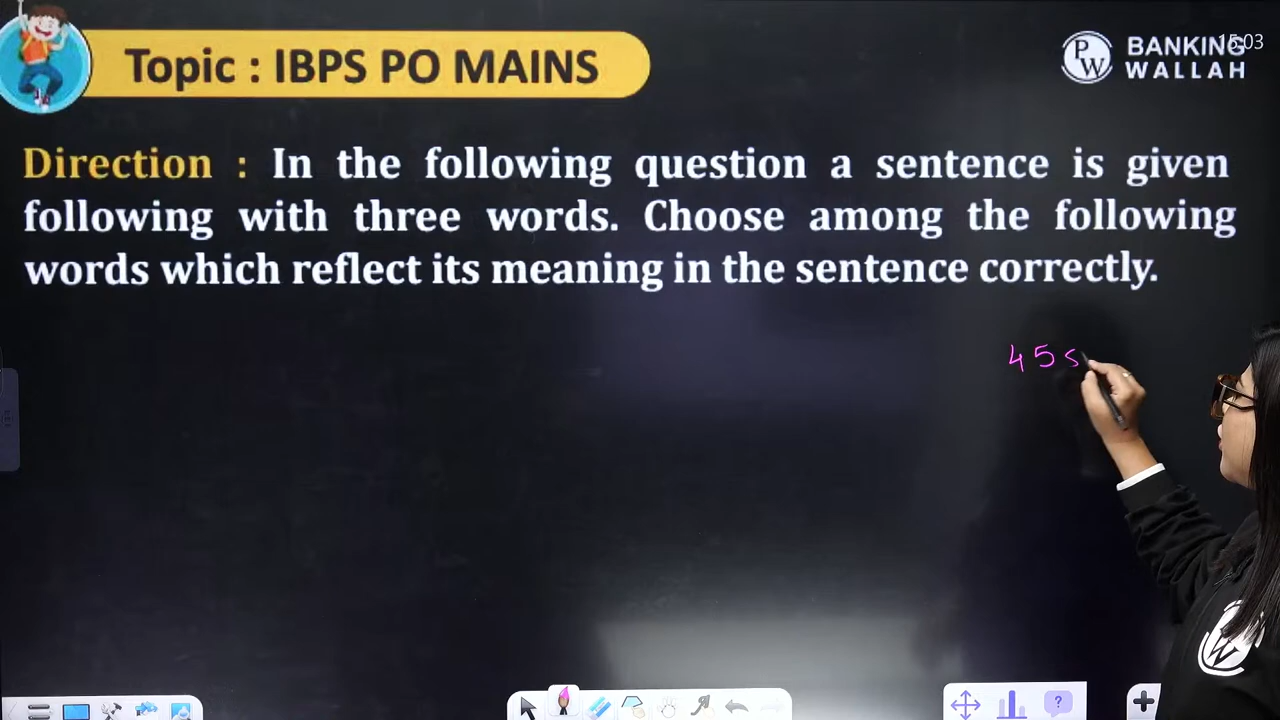 Topic : IBPS PO MAINS
15:03
PW
BANKING
WALLAH
Direction : In the following question a sentence is given
following with three words. Choose among the following
words which reflect its meaning in the sentence correctly.
45s